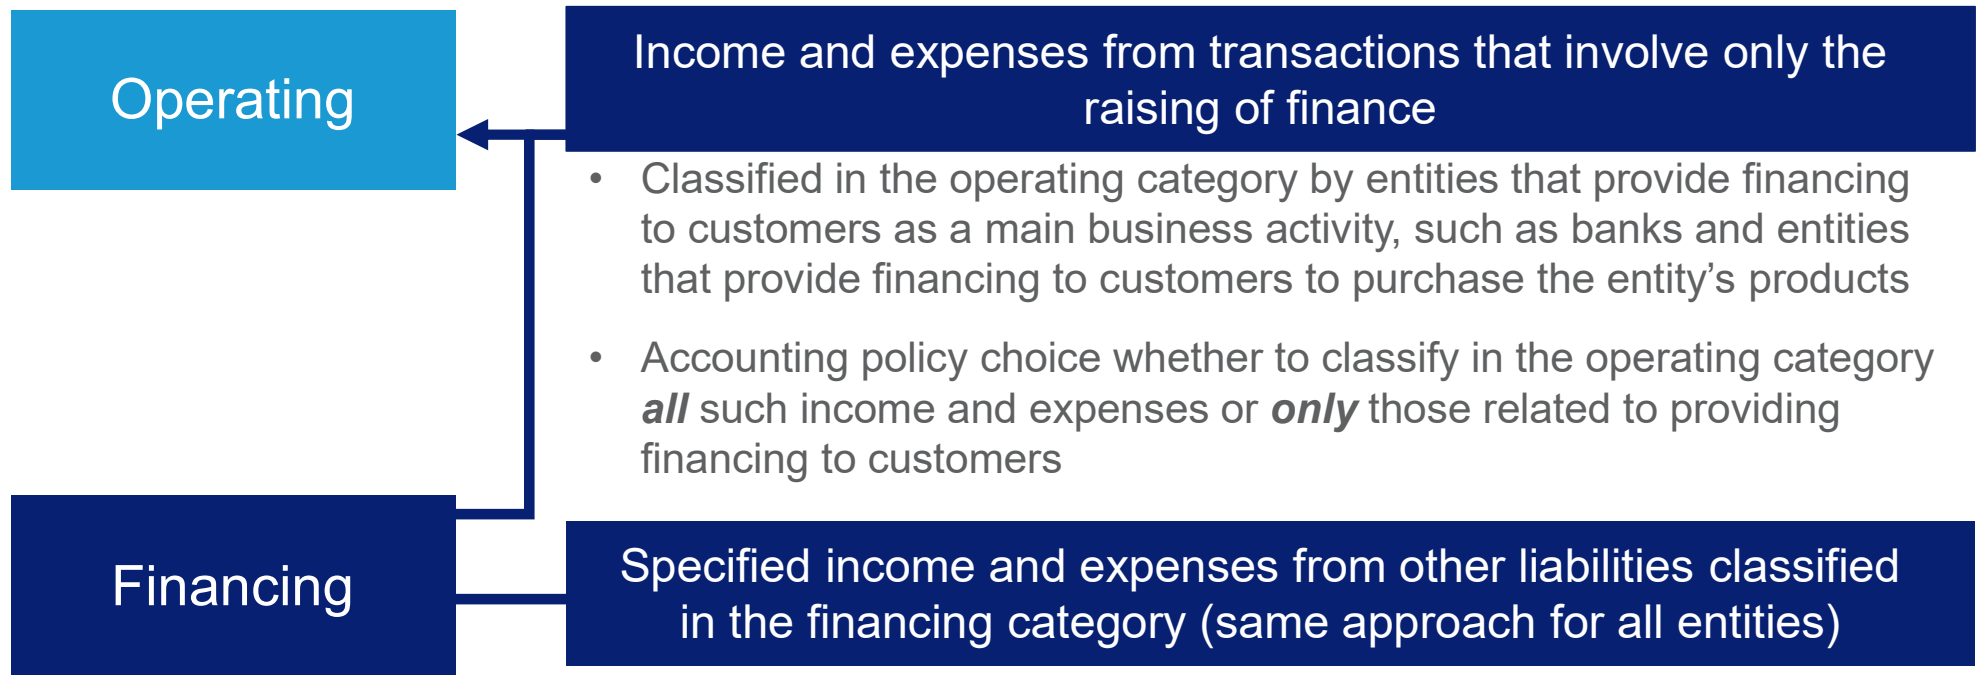 Operating
Income and expenses from transactions that involve only the
raising of finance
• Classified in the operating category by entities that provide financing
to customers as a main business activity, such as banks and entities
that provide financing to customers to purchase the entity’s products
• Accounting policy choice whether to classify in the operating category
all such income and expenses or only those related to providing
financing to customers
Financing
Specified income and expenses from other liabilities classified
in the financing category (same approach for all entities)